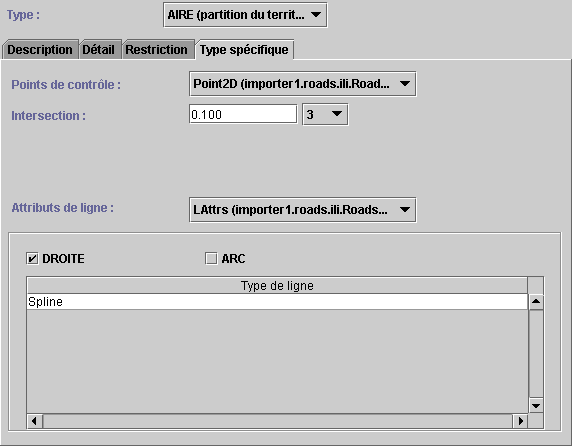 Type : AIRE (partition du territ...
Description Détail Restriction Type spécifique
Points de contrôle : Point2D (importer1.roads.ili.Road...
Intersection : 0.100 3
Attributs de ligne : LAttrs (importer1.roads.ili.Roads...
DROITE ARC
Type de ligne
Spline